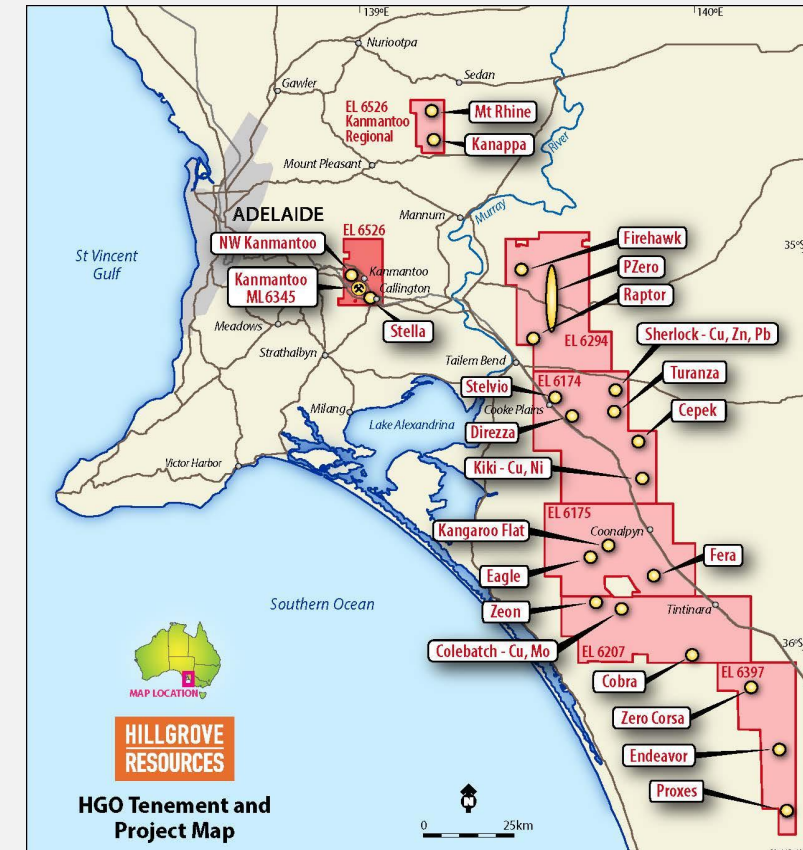 139°E
140°E
Nuriootpa
Gawler
Sedan
EL 6526
Kanmantoo
Regional
Mt Rhine
Kanappa
Mount Pleasant
River
Murray
Mannum
ADELAIDE
EL 6526
St Vincent
Gulf
NW Kanmantoo
Kanmantoo
ML6345
Kanmantoo
Callington
Stella
Firehawk
PZero
Raptor
35°S
Meadows
Strathalbyn
EL 6294
Sherlock - Cu, Zn, Pb
Tailern Bend
Turanza
Stelvio
EL 6174
Cooke Plains
Cepek
Milang
Lake Alexandrina
Direzza
Victor Harbor
Kiki - Cu, Ni
EL 6175
Kangaroo Flat
Coonalpyn
Eagle
Fera
Southern Ocean
Zeon
Tintinara
Colebatch - Cu, Mo
EL 6207
36°S
Cobra
EL 6397
MAP LOCATION
Zero Corsa
HILLGROVE
RESOURCES
Endeavor
HGO Tenement and
Project Map
Proxes
N
0 25km